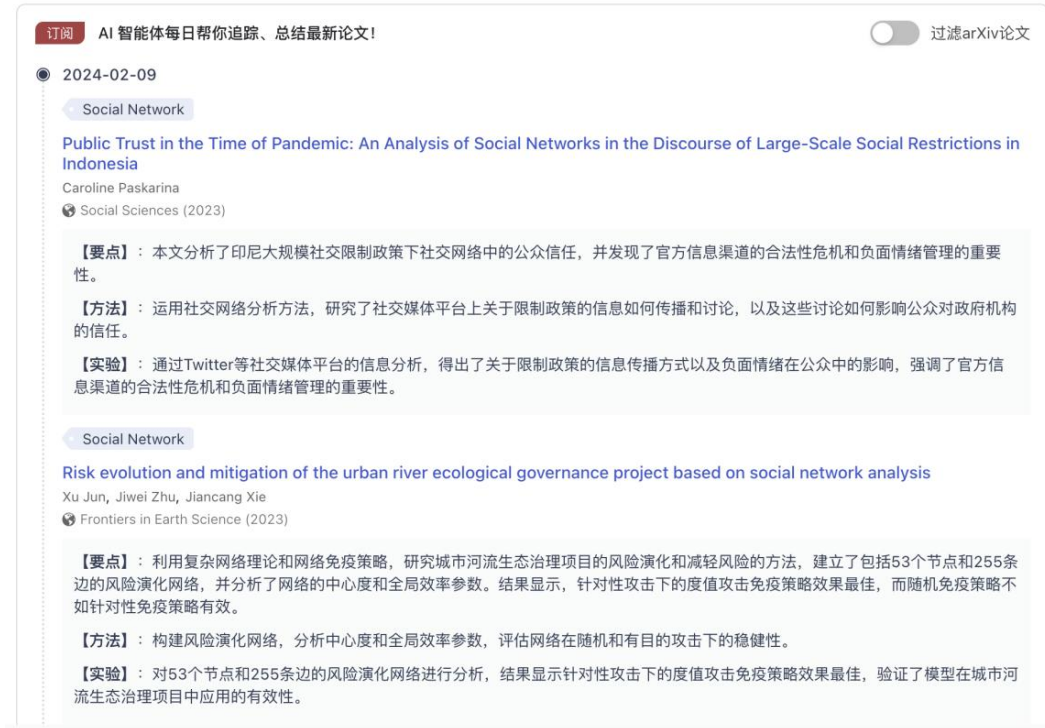 订阅 AI 智能体每日帮你追踪、总结最新论文！ 过滤arXiv论文
2024-02-09
Social Network
Public Trust in the Time of Pandemic: An Analysis of Social Networks in the Discourse of Large-Scale Social Restrictions in
Indonesia
Caroline Paskarina
Social Sciences (2023)
【要点】：本文分析了印尼大规模社交限制政策下社交网络中的公众信任，并发现了官方信息渠道的合法性危机和负面情绪管理的重要
性。
【方法】：运用社交网络分析方法，研究了社交媒体平台上关于限制政策的信息如何传播和讨论，以及这些讨论如何影响公众对政府机构
的信任。
【实验】：通过Twitter等社交媒体平台的信息分析，得出了关于限制政策的信息传播方式以及负面情绪在公众中的影响，强调了官方信
息渠道的合法性危机和负面情绪管理的重要性。
Social Network
Risk evolution and mitigation of the urban river ecological governance project based on social network analysis
Xu Jun, Jiwei Zhu, Jiancang Xie
Frontiers in Earth Science (2023)
【要点】：利用复杂网络理论和网络免疫策略，研究城市河流生态治理项目的风险演化和减轻风险的方法，建立了包括53个节点和255条
边的风险演化网络，并分析了网络的中心度和全局效率参数。结果显示，针对性攻击下的度值攻击免疫策略效果最佳，而随机免疫策略不
如针对性免疫策略有效。
【方法】：构建风险演化网络，分析中心度和全局效率参数，评估网络在随机和有目的攻击下的稳健性。
【实验】：对53个节点和255条边的风险演化网络进行分析，结果显示针对性攻击下的度值攻击免疫策略效果最佳，验证了模型在城市河
流生态治理项目中应用的有效性。